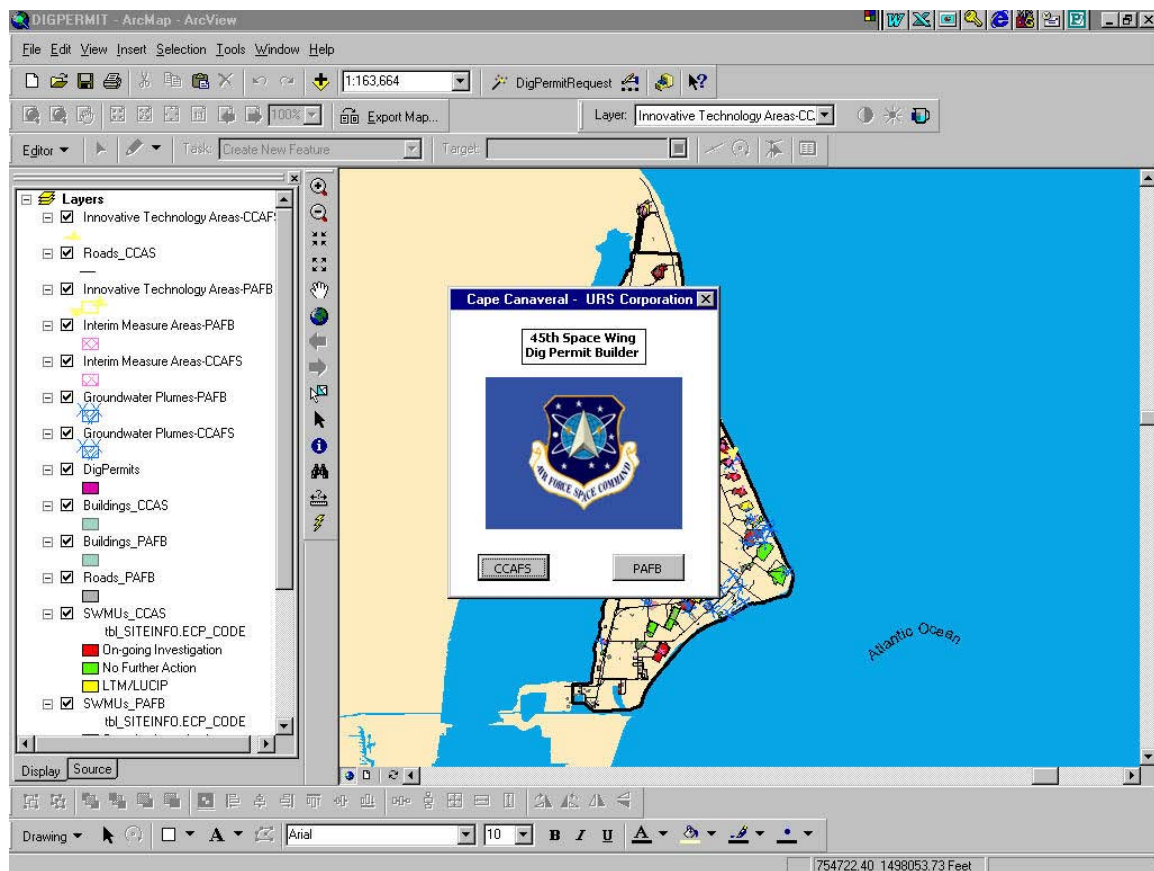 DIGPERMIT - ArcMap - ArcView
File Edit View Insert Selection Tools Window Help
1:163,664
DigPermitRequest
100%
Export Map...
Layer: Innovative Technology Areas-CC
Editor
Task: Create New Feature
Target:
Layers
Innovative Technology Areas-CCAFS
Roads_CCAS
Innovative Technology Areas-PAFB
Interim Measure Areas-PAFB
Interim Measure Areas-CCAFS
Groundwater Plumes-PAFB
Groundwater Plumes-CCAFS
DigPermits
Buildings_CCAS
Buildings_PAFB
Roads_PAFB
SWMUs_CCAS
tbl_SITEINFO.ECP_CODE
On-going Investigation
No Further Action
LTM/LUCIP
SWMUs_PAFB
tbl_SITEINFO.ECP_CODE
Display Source
Cape Canaveral - URS Corporation
45th Space Wing
Dig Permit Builder
AIR FORCE SPACE COMMAND
CCAFS PAFB
Atlantic Ocean
Drawing
A
Arial
10
B I U A
754722.40 1498053.73 Feet